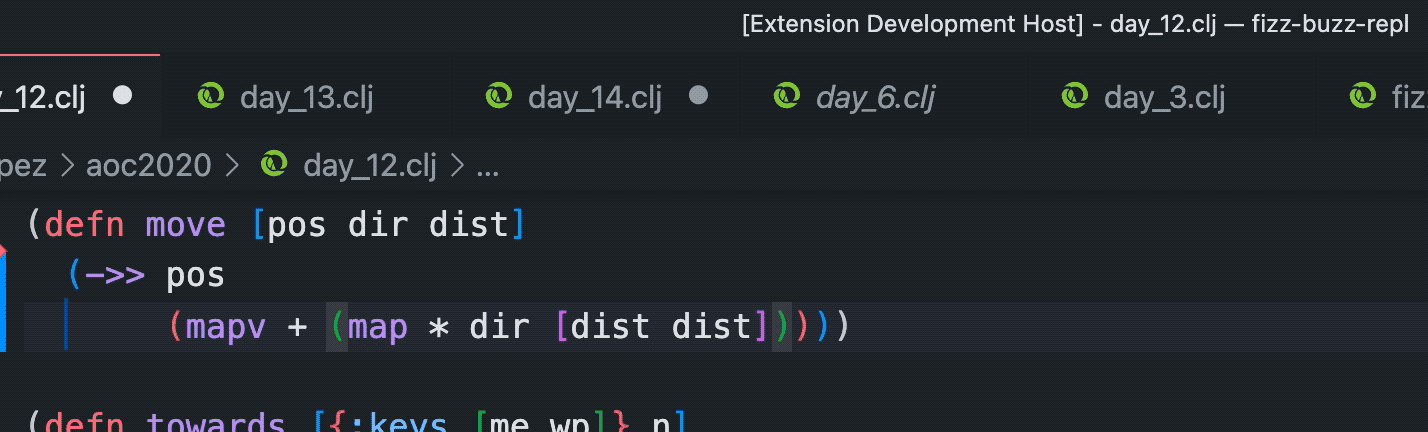 [Extension Development Host] - day_12.clj — fizz-buzz-repl
_12.clj day_13.clj day_14.clj day_6.clj day_3.clj fiz
pez > aoc2020 > day_12.clj > ...
(defn move [pos dir dist]
(->> pos
(mapv + (map * dir [dist dist]))))
(defn towards [{:keys [me wp]} n]